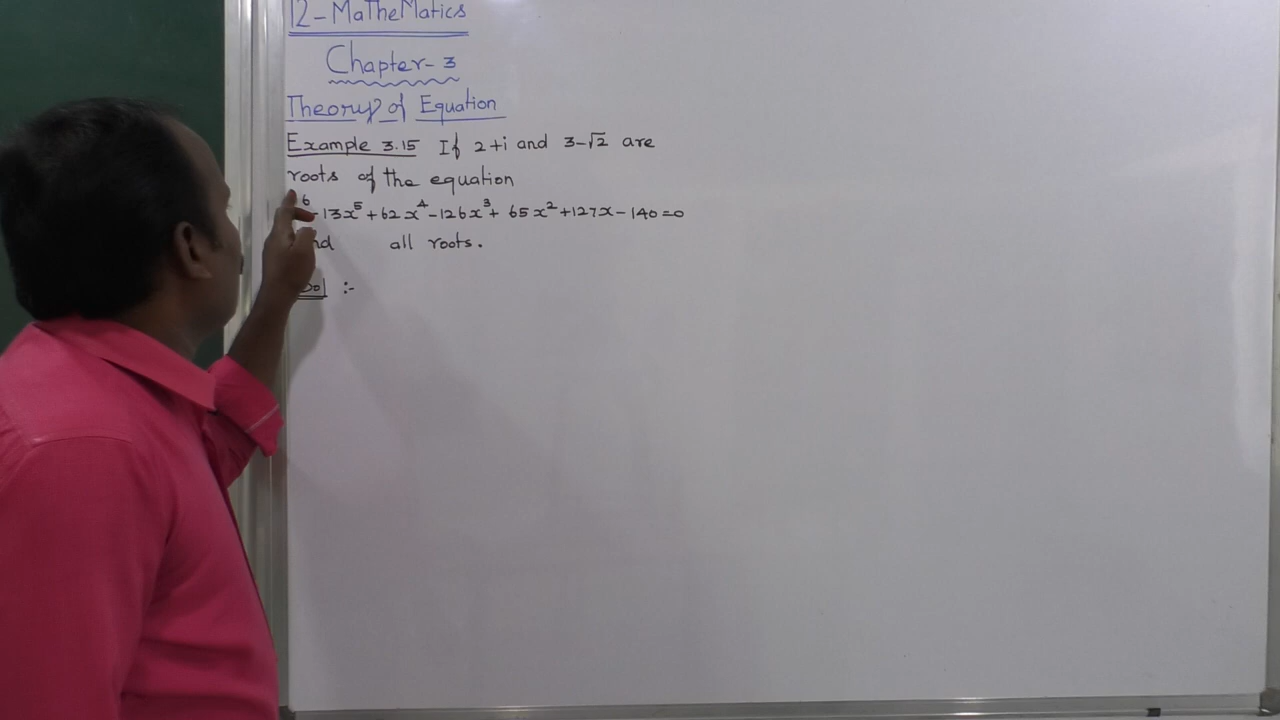 12 - MaTheMatics
Chapter - 3
Theory of Equation
Example 3.15 If 2+i and 3-√2 are
roots of the equation
6 - 13x⁵ + 62x⁴ - 126x³ + 65x² + 127x - 140 = 0
all roots.
:-